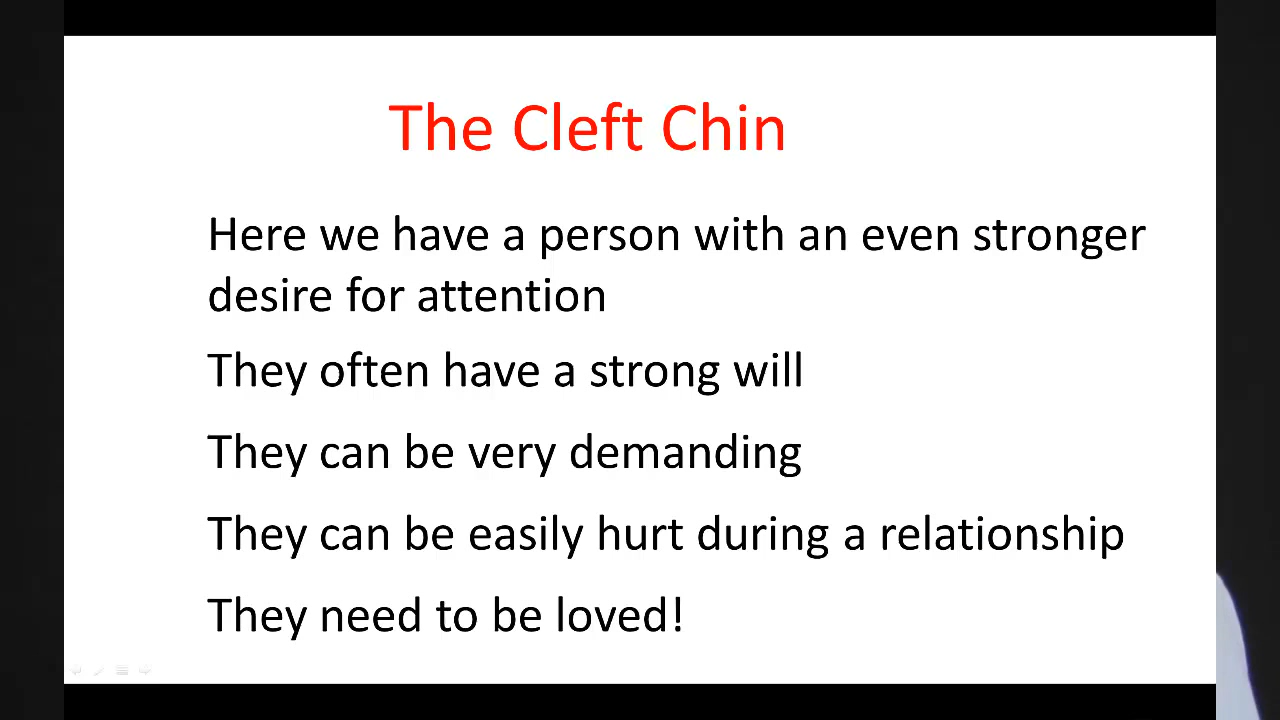 The Cleft Chin
Here we have a person with an even stronger
desire for attention
They often have a strong will
They can be very demanding
They can be easily hurt during a relationship
They need to be loved!